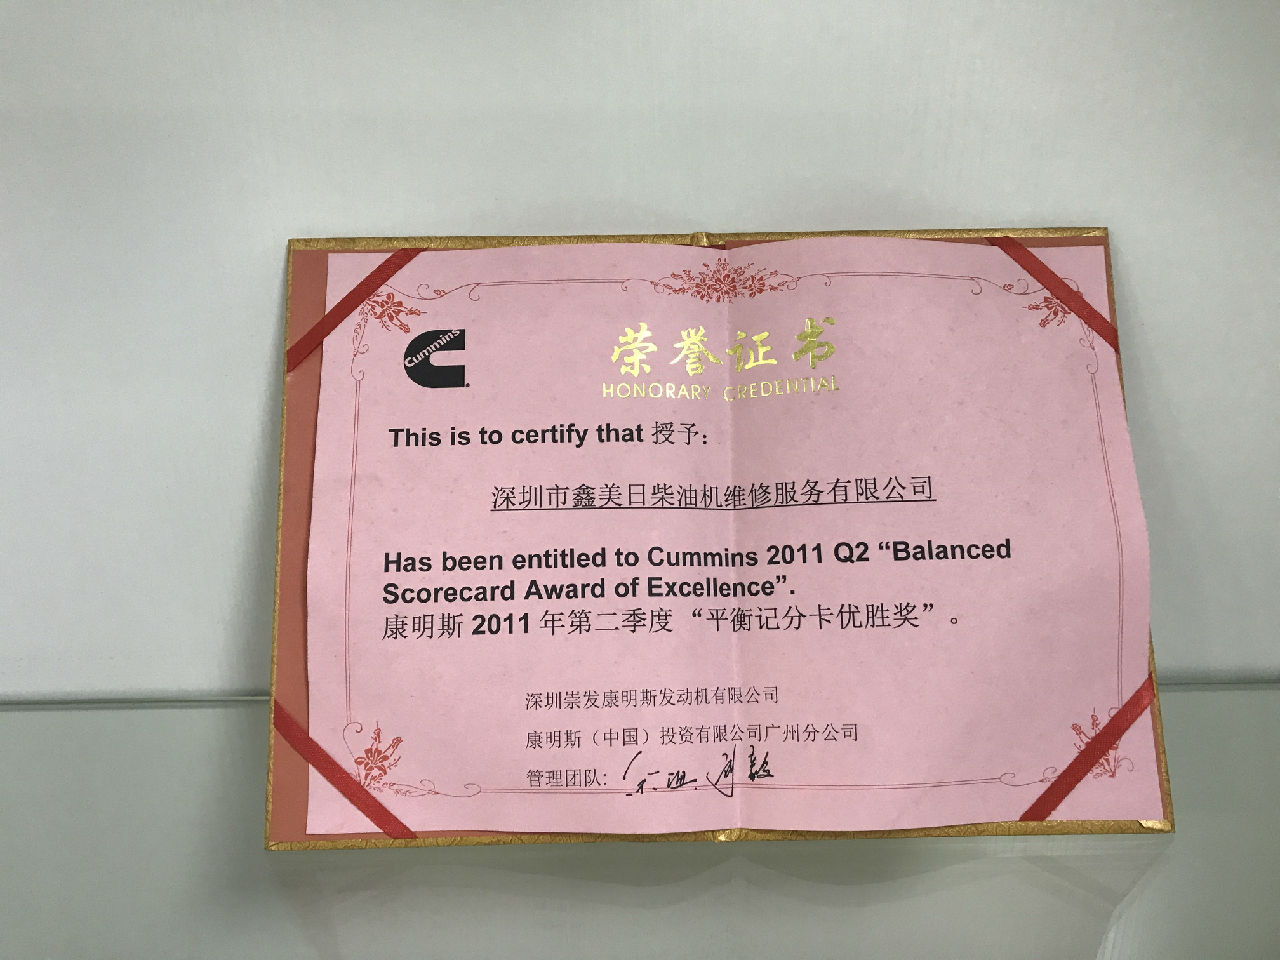 Cummins
荣誉证书
HONORARY CREDENTIAL
This is to certify that 授予：
深圳市鑫美日柴油机维修服务有限公司
Has been entitled to Cummins 2011 Q2 “Balanced
Scorecard Award of Excellence”.
康明斯 2011 年第二季度 “平衡记分卡优胜奖” 。
深圳崇发康明斯发动机有限公司
康明斯（中国）投资有限公司广州分公司
管理团队: